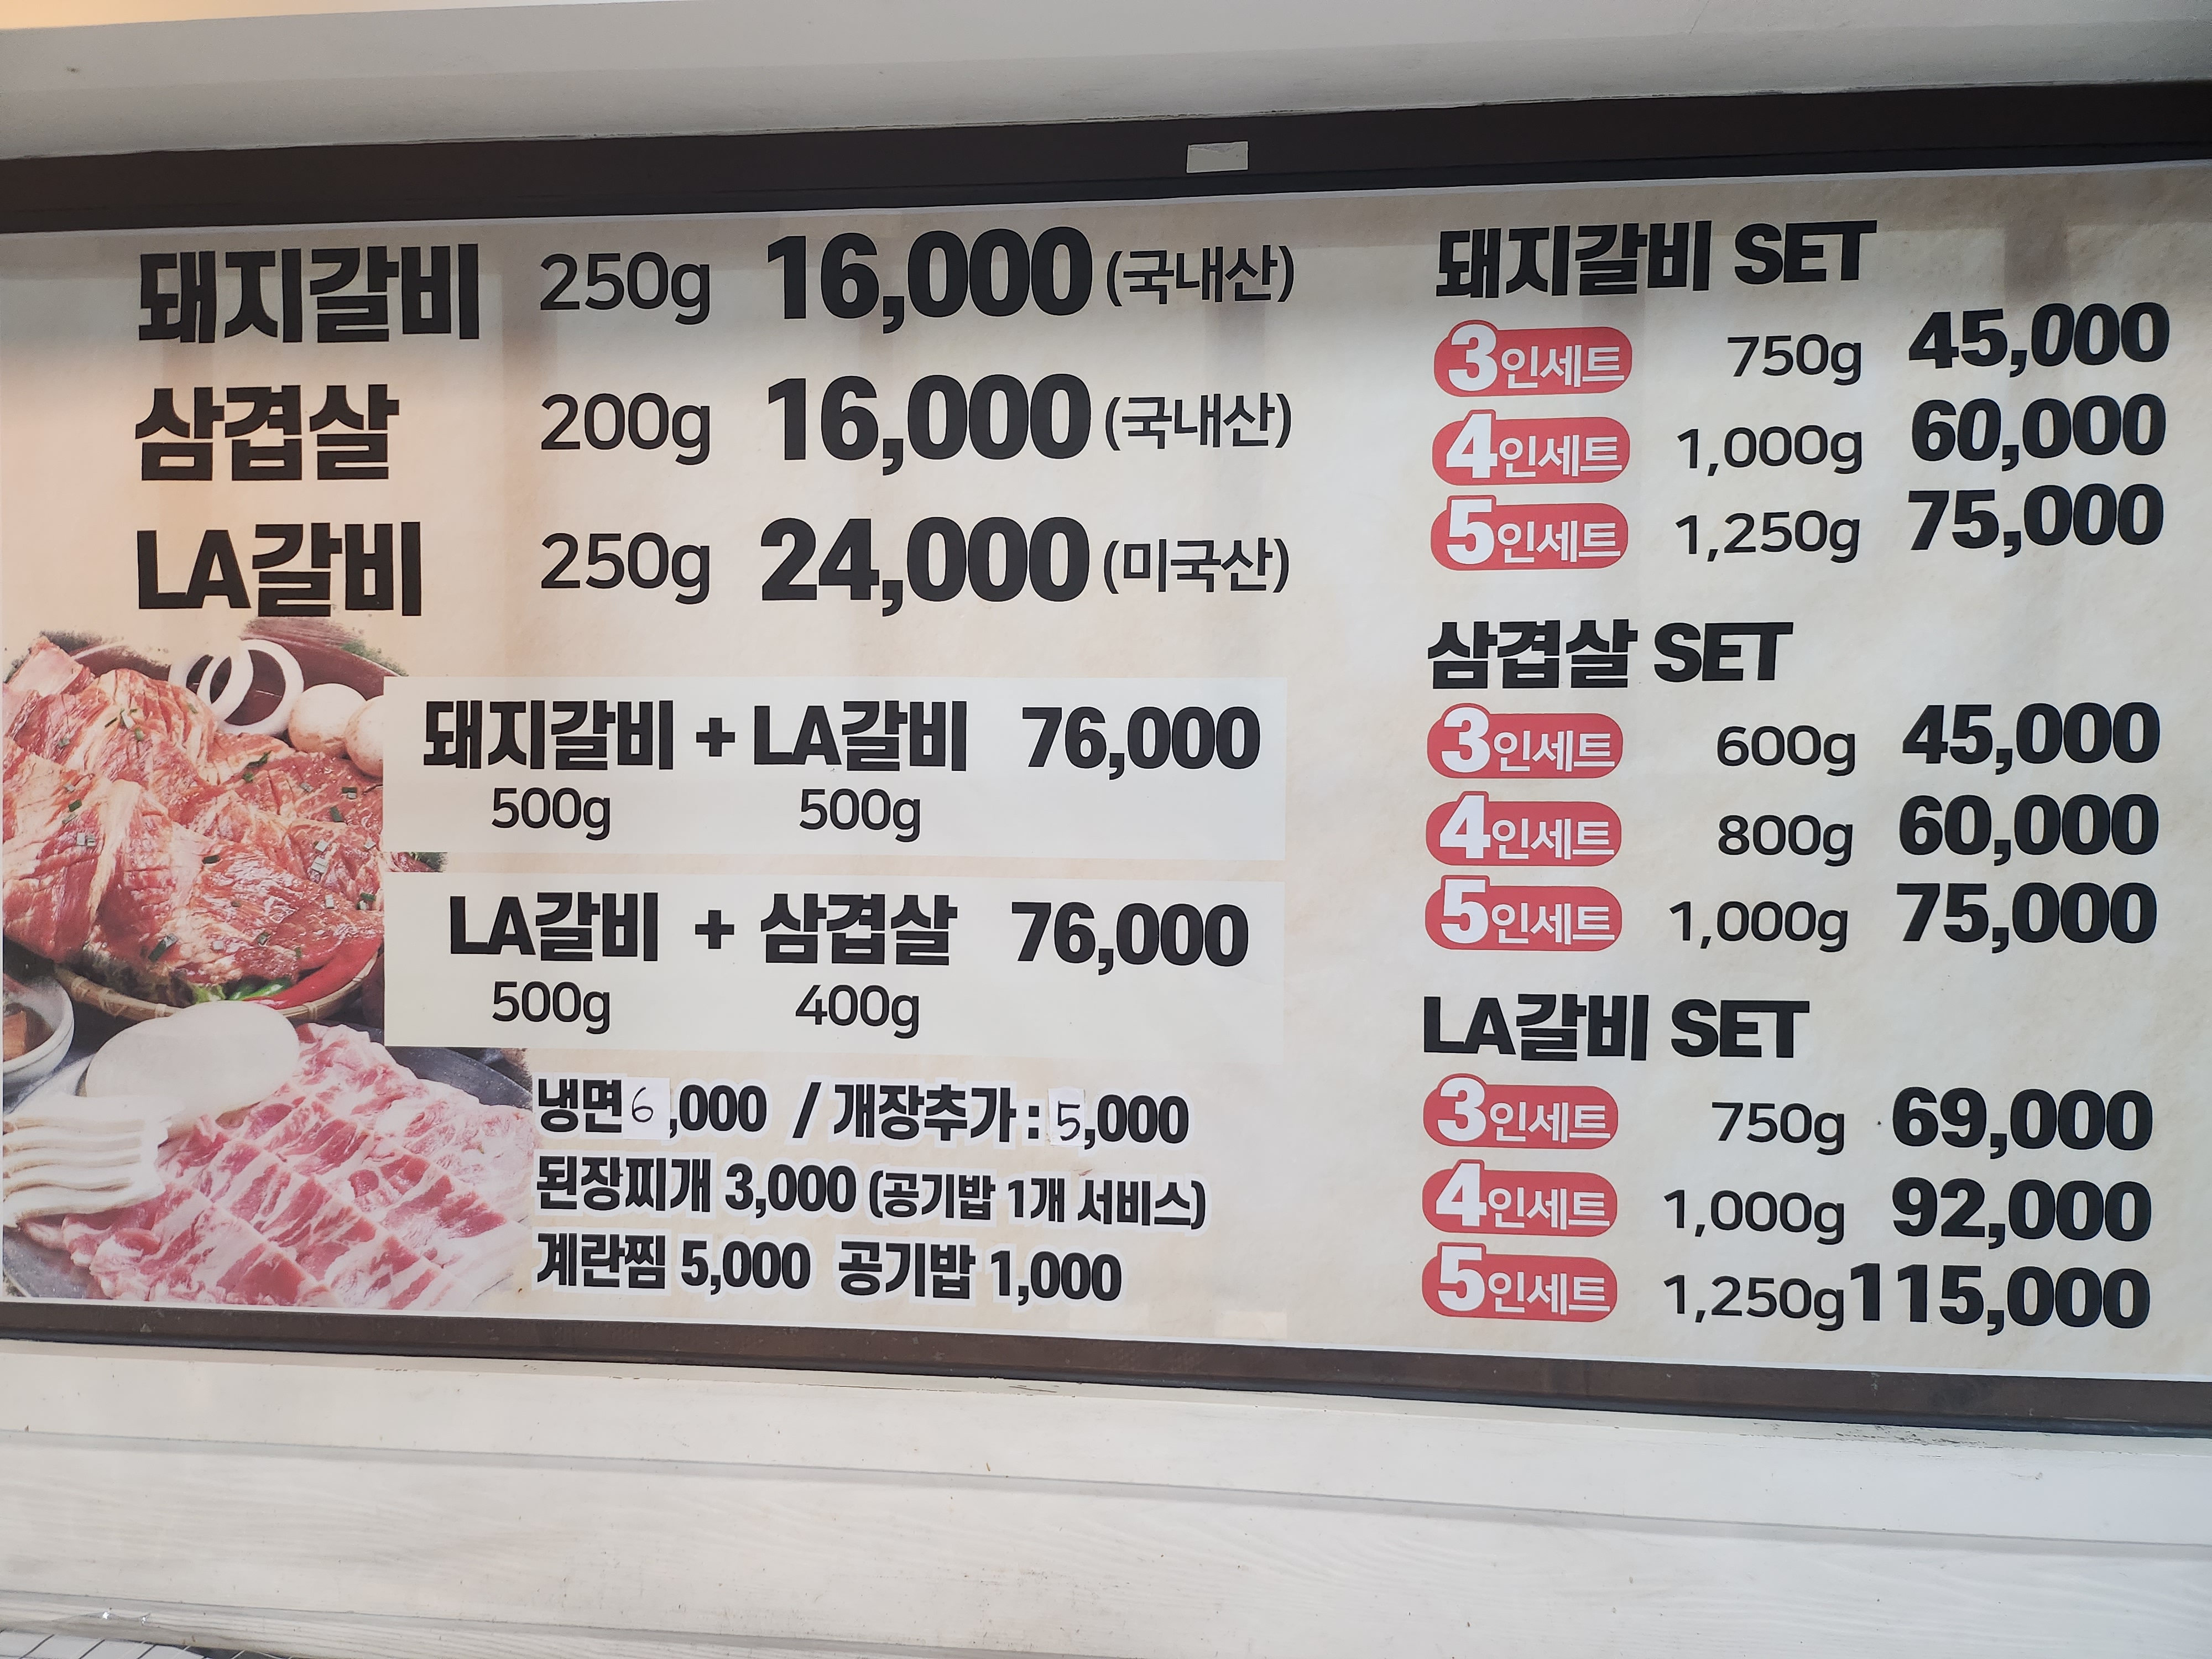 돼지갈비 250g 16,000 (국내산)
삼겹살 200g 16,000 (국내산)
LA갈비 250g 24,000 (미국산)
돼지갈비 + LA갈비 76,000
500g 500g
LA갈비 + 삼겹살 76,000
500g 400g
냉면 6,000 / 개장추가 : 5,000
된장찌개 3,000 (공기밥 1개 서비스)
계란찜 5,000 공기밥 1,000
돼지갈비 SET
3인세트 750g 45,000
4인세트 1,000g 60,000
5인세트 1,250g 75,000
삼겹살 SET
3인세트 600g 45,000
4인세트 800g 60,000
5인세트 1,000g 75,000
LA갈비 SET
3인세트 750g 69,000
4인세트 1,000g 92,000
5인세트 1,250g 115,000